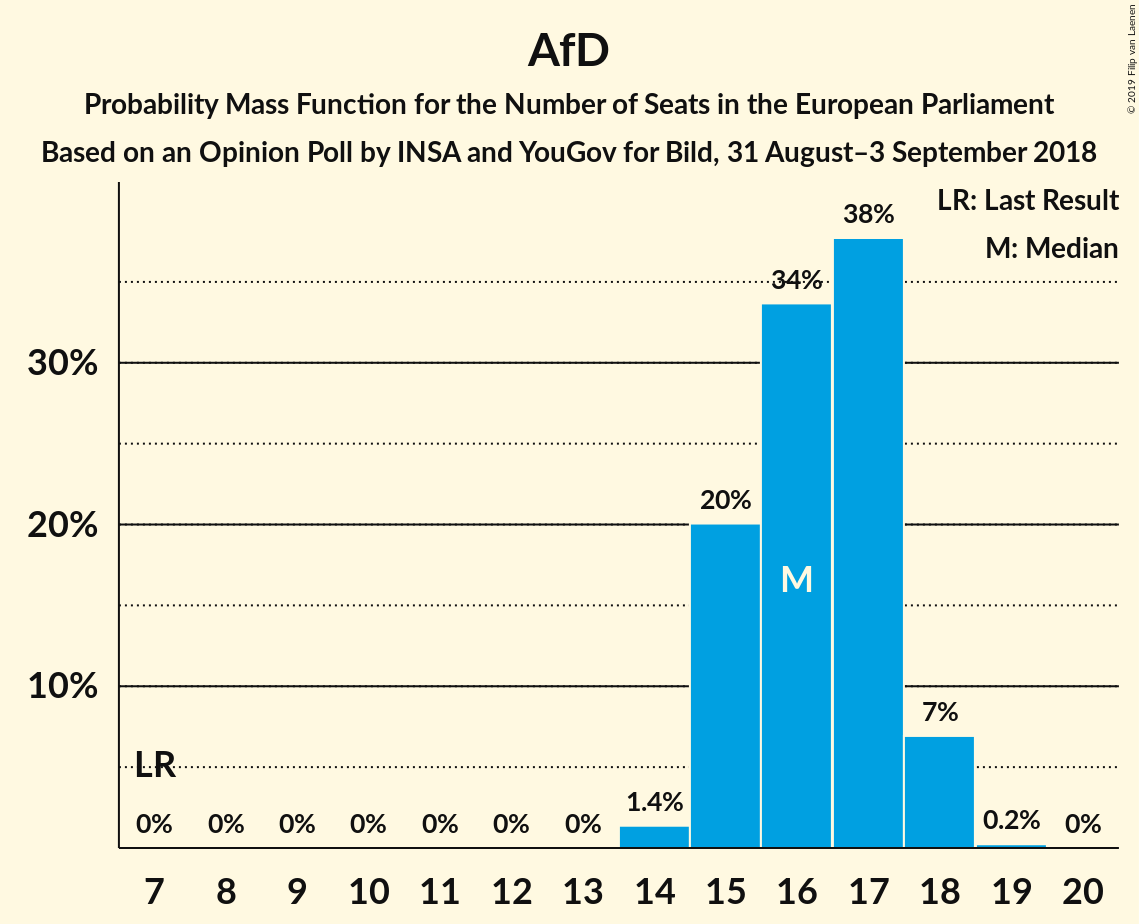 AfD
Probability Mass Function for the Number of Seats in the European Parliament
Based on an Opinion Poll by INSA and YouGov for Bild, 31 August–3 September 2018
© 2019 Filip van Laenen
LR: Last Result
M: Median
38%
34%
30%
20%
20%
M
10%
7%
LR
1.4%
0% 0% 0% 0% 0% 0% 0% 0.2% 0%
7 8 9 10 11 12 13 14 15 16 17 18 19 20